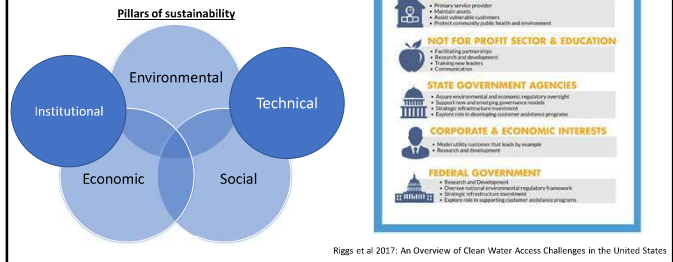 Pillars of sustainability
Environmental
Institutional
Technical
Economic
Social
• Primary service provider
• Maintain assets
• Assist vulnerable customers
• Protect community public health and environment
NOT FOR PROFIT SECTOR & EDUCATION
• Facilitating partnerships
• Research and development
• Training new leaders
• Communication
STATE GOVERNMENT AGENCIES
• Assure environmental and economic regulatory oversight
• Support new and emerging governance models
• Strategic infrastructure investment
• Explore role in developing customer assistance programs
CORPORATE & ECONOMIC INTERESTS
• Model utility customer that leads by example
• Research and development
FEDERAL GOVERNMENT
• Research and Development
• Oversee national environmental regulatory framework
• Strategic infrastructure investment
• Explore role in supporting customer assistance programs
Riggs et al 2017: An Overview of Clean Water Access Challenges in the United States